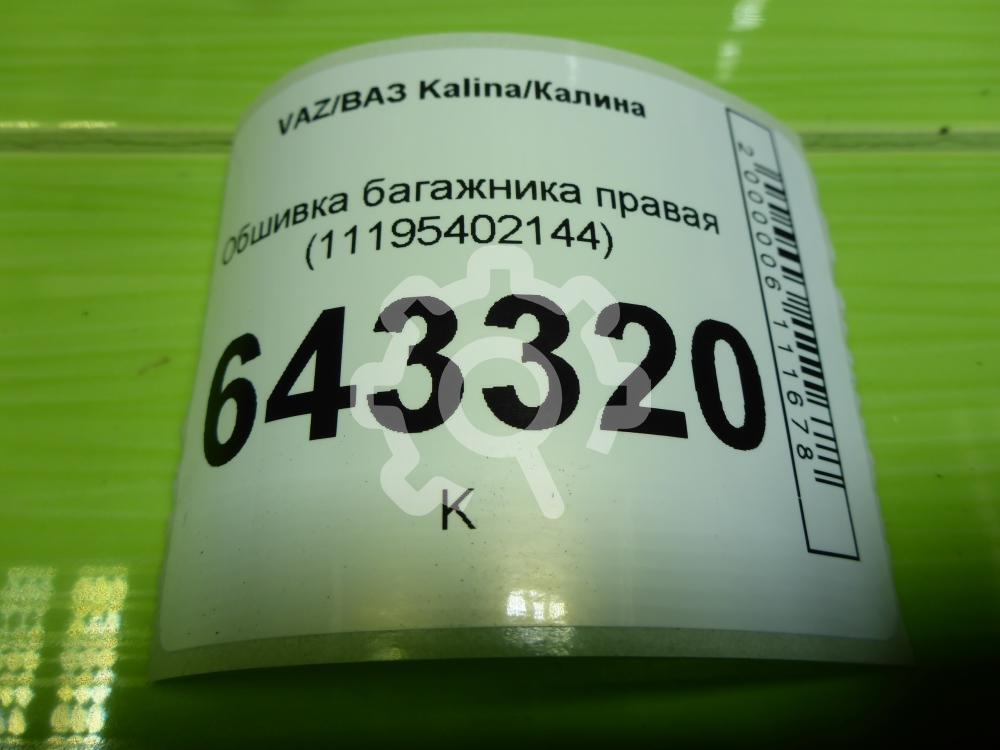 VAZ/ВАЗ Kalina/Калина
Обшивка багажника правая
(11195402144)
643320
К
2000006111678